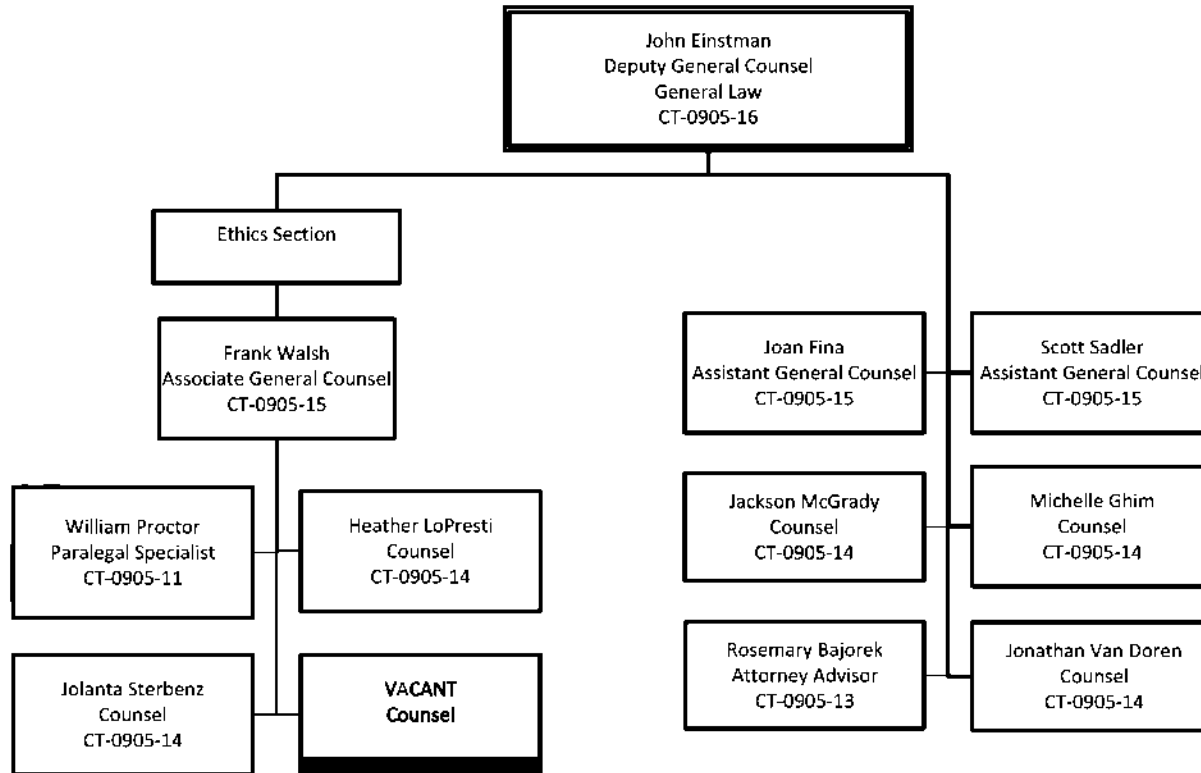 John Einstman
Deputy General Counsel
General Law
CT-0905-16
Ethics Section
Frank Walsh
Associate General Counsel
CT-0905-15
Joan Fina
Assistant General Counsel
CT-0905-15
Scott Sadler
Assistant General Counsel
CT-0905-15
William Proctor
Paralegal Specialist
CT-0905-11
Heather LoPresti
Counsel
CT-0905-14
Jackson McGrady
Counsel
CT-0905-14
Michelle Ghim
Counsel
CT-0905-14
Jolanta Sterbenz
Counsel
CT-0905-14
VACANT
Counsel
Rosemary Bajorek
Attorney Advisor
CT-0905-13
Jonathan Van Doren
Counsel
CT-0905-14